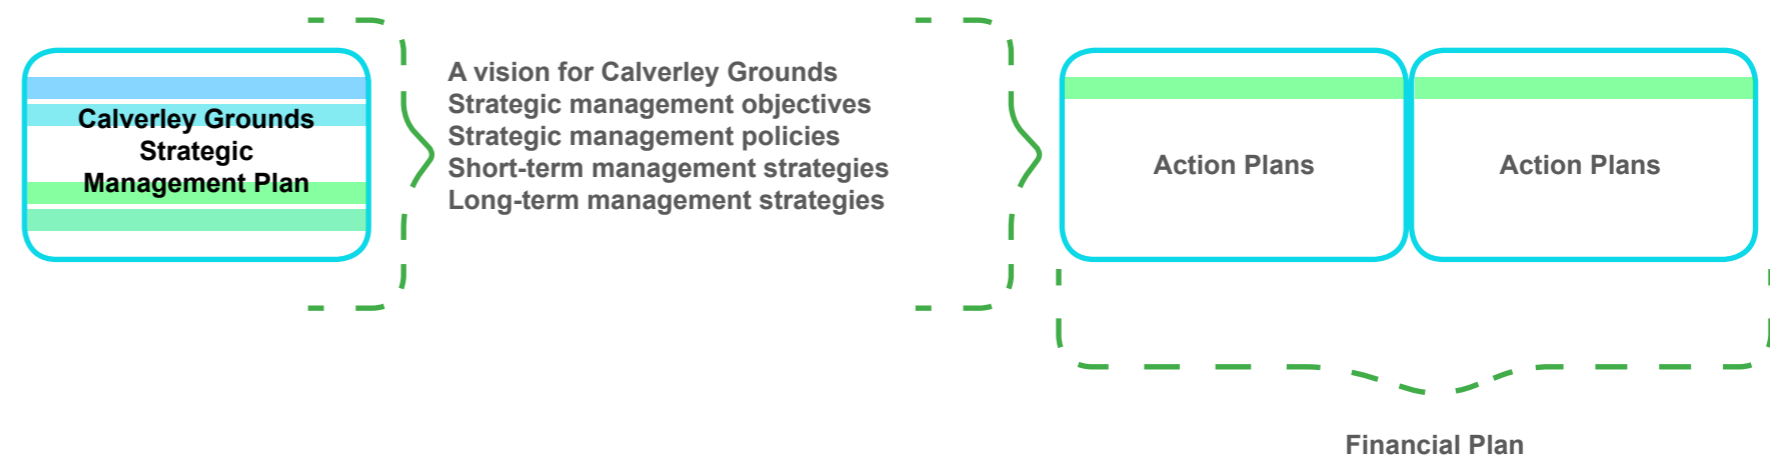 Calverley Grounds
Strategic
Management Plan
A vision for Calverley Grounds
Strategic management objectives
Strategic management policies
Short-term management strategies
Long-term management strategies
Action Plans
Action Plans
Financial Plan